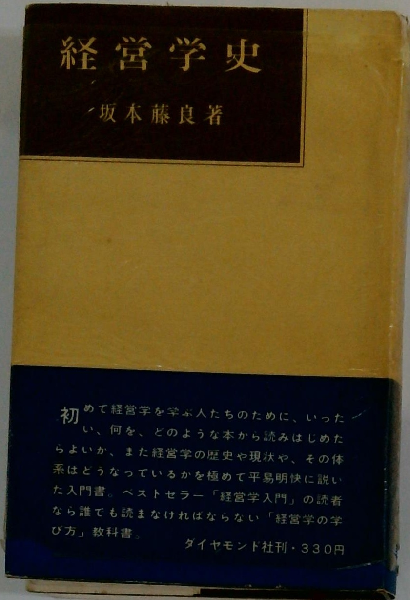 経営学史
坂本藤良著
初めて経営学を学ぶ人たちのために、いった
い、何を、どのような本から読みはじめた
らよいか、また経営学の歴史や現状や、その体
系はどうなっているかを極めて平易明快に説い
た入門書。ベストセラー「経営学入門」の読者
なら誰でも読まなければならない「経営学の学
び方」教科書。
ダイヤモンド社刊・330円